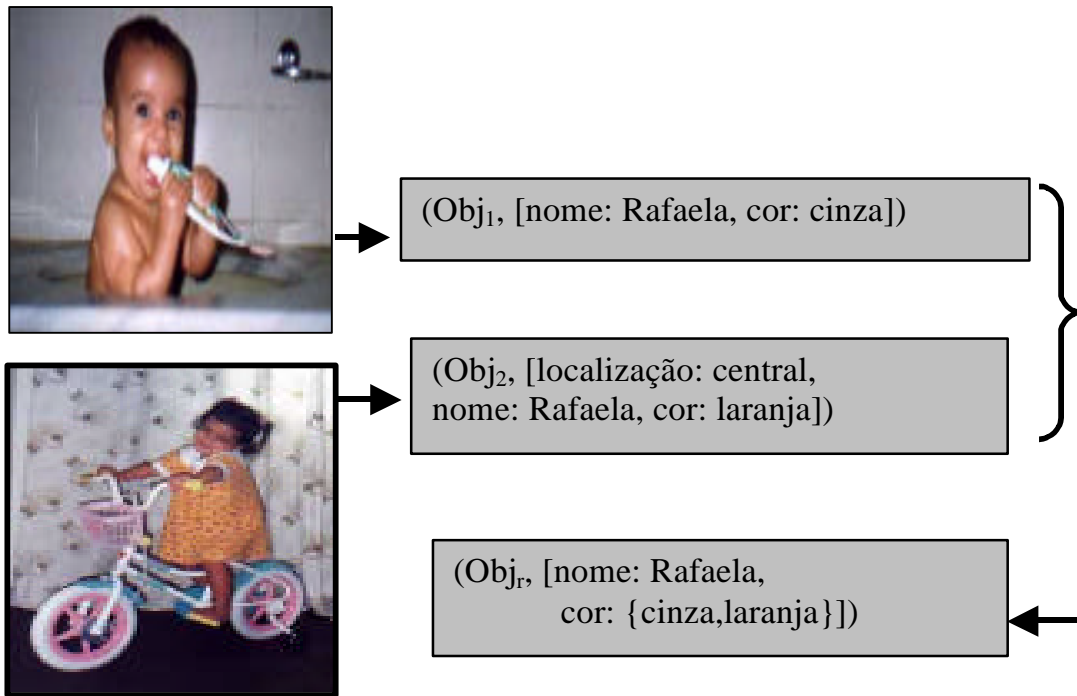 (Obj₁, [nome: Rafaela, cor: cinza])
(Obj₂, [localização: central,
nome: Rafaela, cor: laranja])
(Objᵣ, [nome: Rafaela,
cor: {cinza,laranja}])